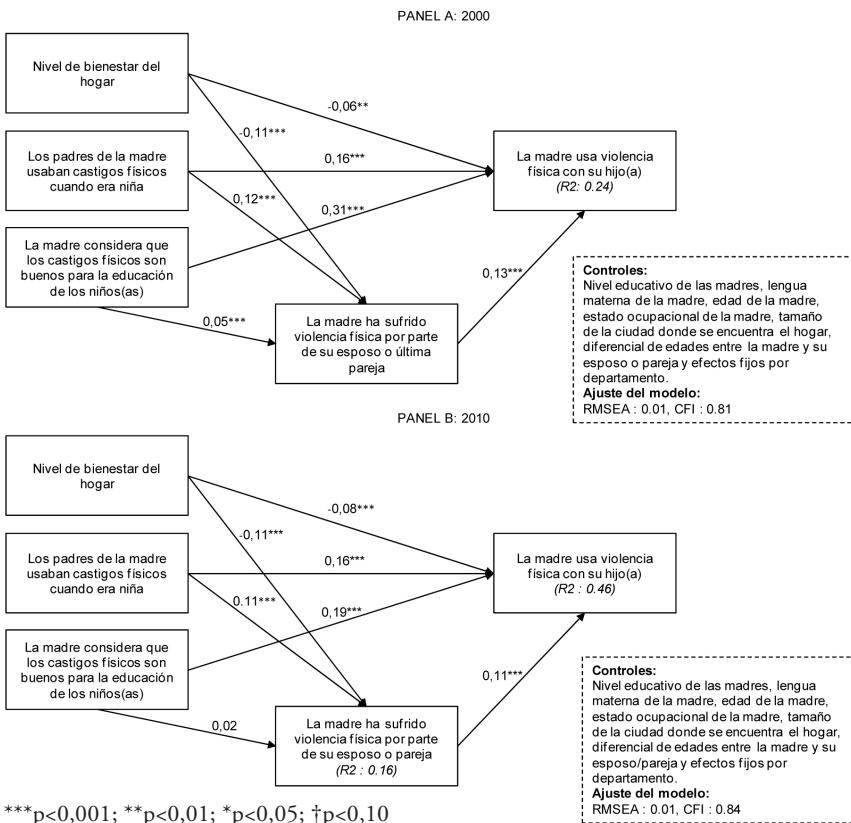 PANEL A: 2000
Nivel de bienestar del
hogar
-0,06**
-0,11***
Los padres de la madre
usaban castigos físicos
cuando era niña
0,16***
0,12***
La madre usa violencia
física con su hijo(a)
(R2: 0.24)
0,31***
La madre considera que
los castigos físicos son
buenos para la educación
de los niños(as)
0,05***
0,13***
La madre ha sufrido
violencia física por parte
de su esposo o última
pareja
Controles:
Nivel educativo de las madres, lengua
materna de la madre, edad de la madre,
estado ocupacional de la madre, tamaño
de la ciudad donde se encuentra el hogar,
diferencial de edades entre la madre y su
esposo o pareja y efectos fijos por
departamento.
Ajuste del modelo:
RMSEA : 0.01, CFI : 0.81
PANEL B: 2010
Nivel de bienestar del
hogar
-0,08***
-0,11***
Los padres de la madre
usaban castigos físicos
cuando era niña
0,16***
0.11***
La madre usa violencia
física con su hijo(a)
(R2 : 0.46)
0,19***
La madre considera que
los castigos físicos son
buenos para la educación
de los niños(as)
0,02
0,11***
La madre ha sufrido
violencia física por parte
de su esposo o pareja
(R2 : 0.16)
Controles:
Nivel educativo de las madres, lengua
materna de la madre, edad de la madre,
estado ocupacional de la madre, tamaño
de la ciudad donde se encuentra el hogar,
diferencial de edades entre la madre y su
esposo/pareja y efectos fijos por
departamento.
Ajuste del modelo:
RMSEA : 0.01, CFI : 0.84
***p<0,001; **p<0,01; *p<0,05; †p<0,10